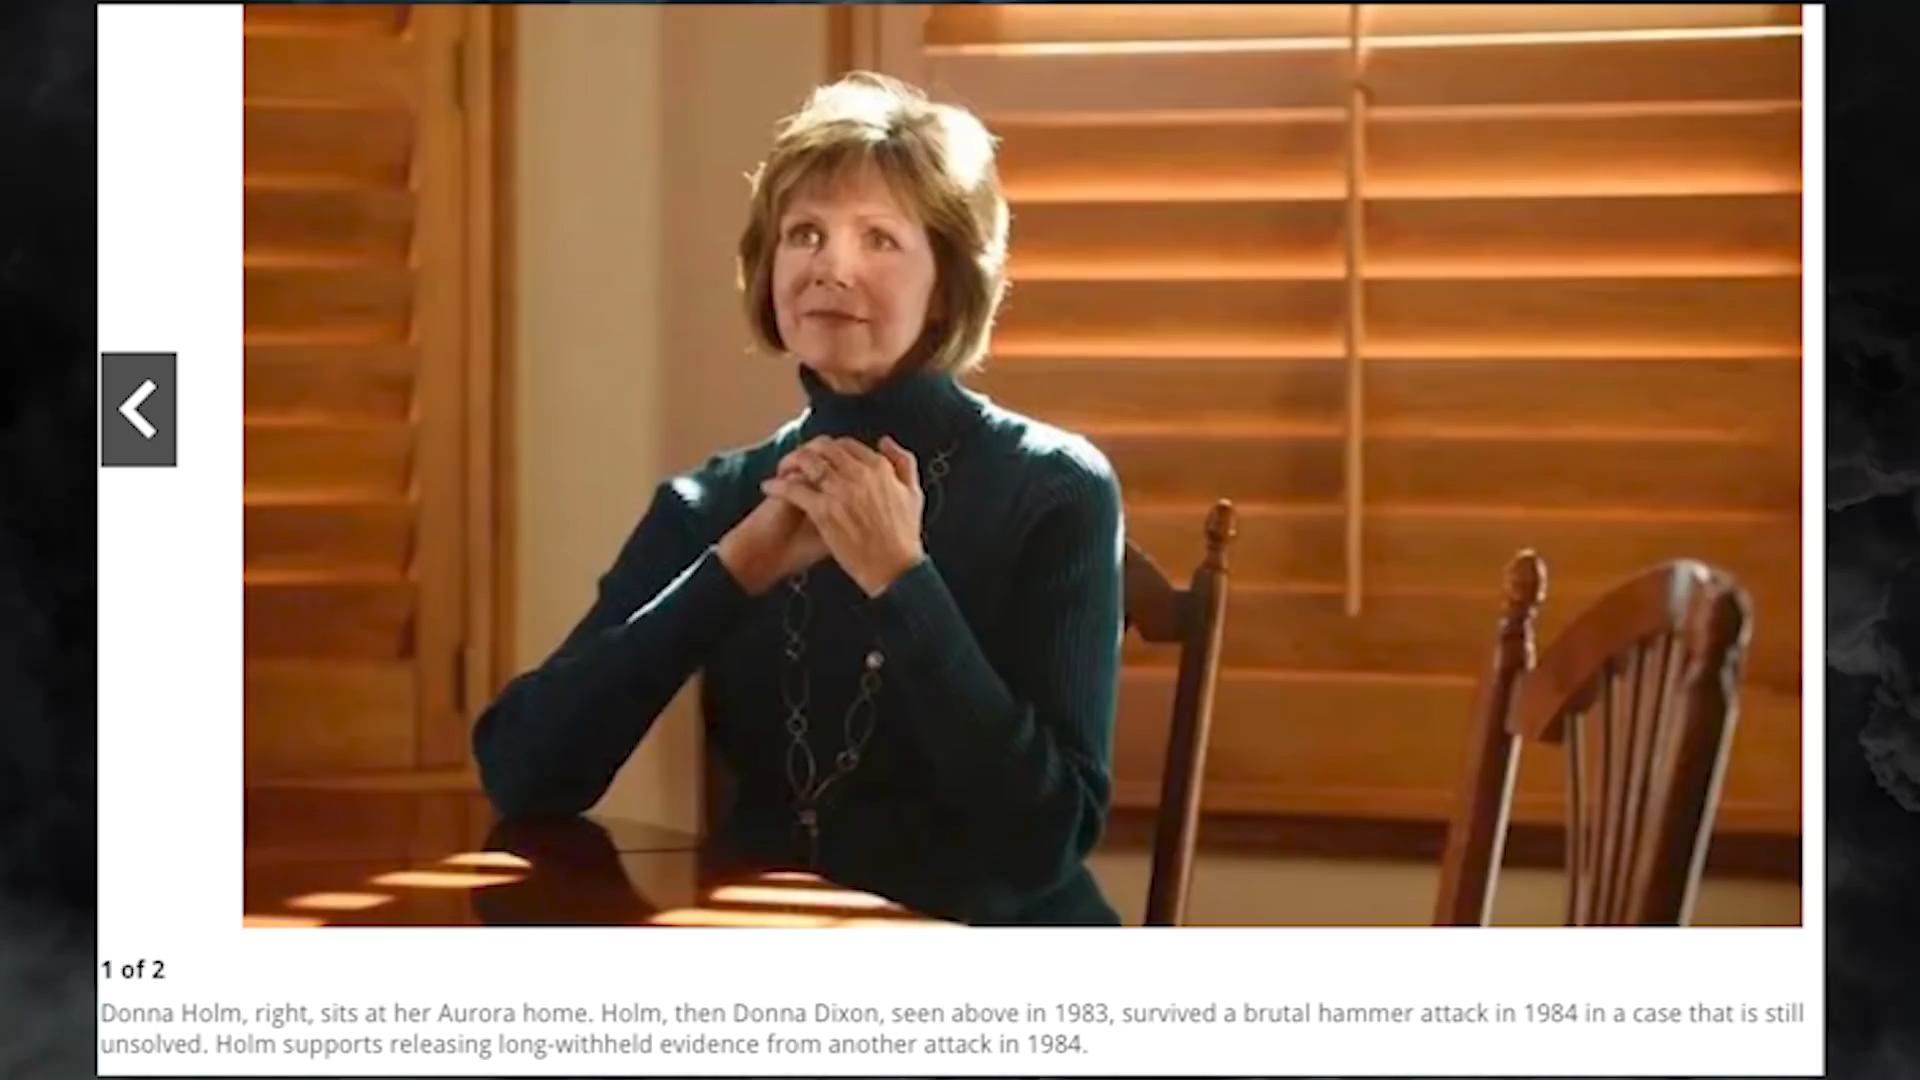 1 of 2
Donna Holm, right, sits at her Aurora home. Holm, then Donna Dixon, seen above in 1983, survived a brutal hammer attack in 1984 in a case that is still
unsolved. Holm supports releasing long-withheld evidence from another attack in 1984.